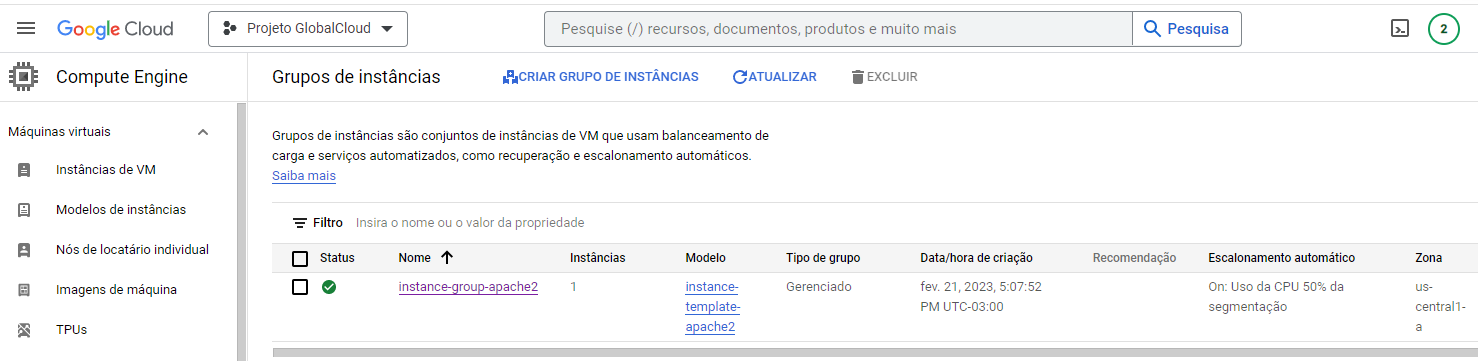 Google Cloud
Projeto GlobalCloud
Pesquise (/) recursos, documentos, produtos e muito mais
Pesquisa
2
Compute Engine
Grupos de instâncias
CRIAR GRUPO DE INSTÂNCIAS
ATUALIZAR
EXCLUIR
Máquinas virtuais
Instâncias de VM
Modelos de instâncias
Nós de locatário individual
Imagens de máquina
TPUs
Grupos de instâncias são conjuntos de instâncias de VM que usam balanceamento de
carga e serviços automatizados, como recuperação e escalonamento automáticos.
Saiba mais
Filtro Insira o nome ou o valor da propriedade
Status Nome Instâncias Modelo Tipo de grupo Data/hora de criação Recomendação Escalonamento automático Zona
instance-group-apache2 1 instance- Gerenciado fev. 21, 2023, 5:07:52 On: Uso da CPU 50% da us-
template- PM UTC-03:00 segmentação central1-
apache2 a